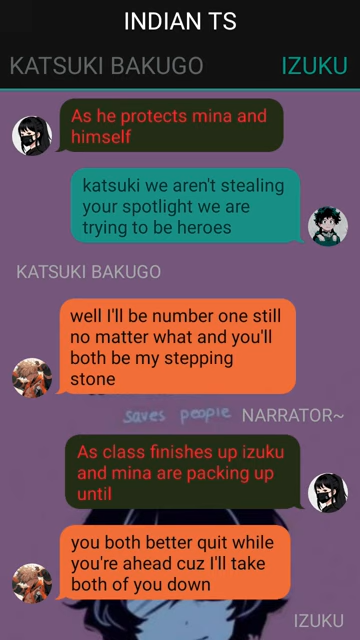 INDIAN TS
KATSUKI BAKUGO IZUKU
As he protects mina and
himself
katsuki we aren't stealing
your spotlight we are
trying to be heroes
KATSUKI BAKUGO
well I'll be number one still
no matter what and you'll
both be my stepping
stone
saves people NARRATOR~
As class finishes up izuku
and mina are packing up
until
you both better quit while
you're ahead cuz I'll take
both of you down
IZUKU